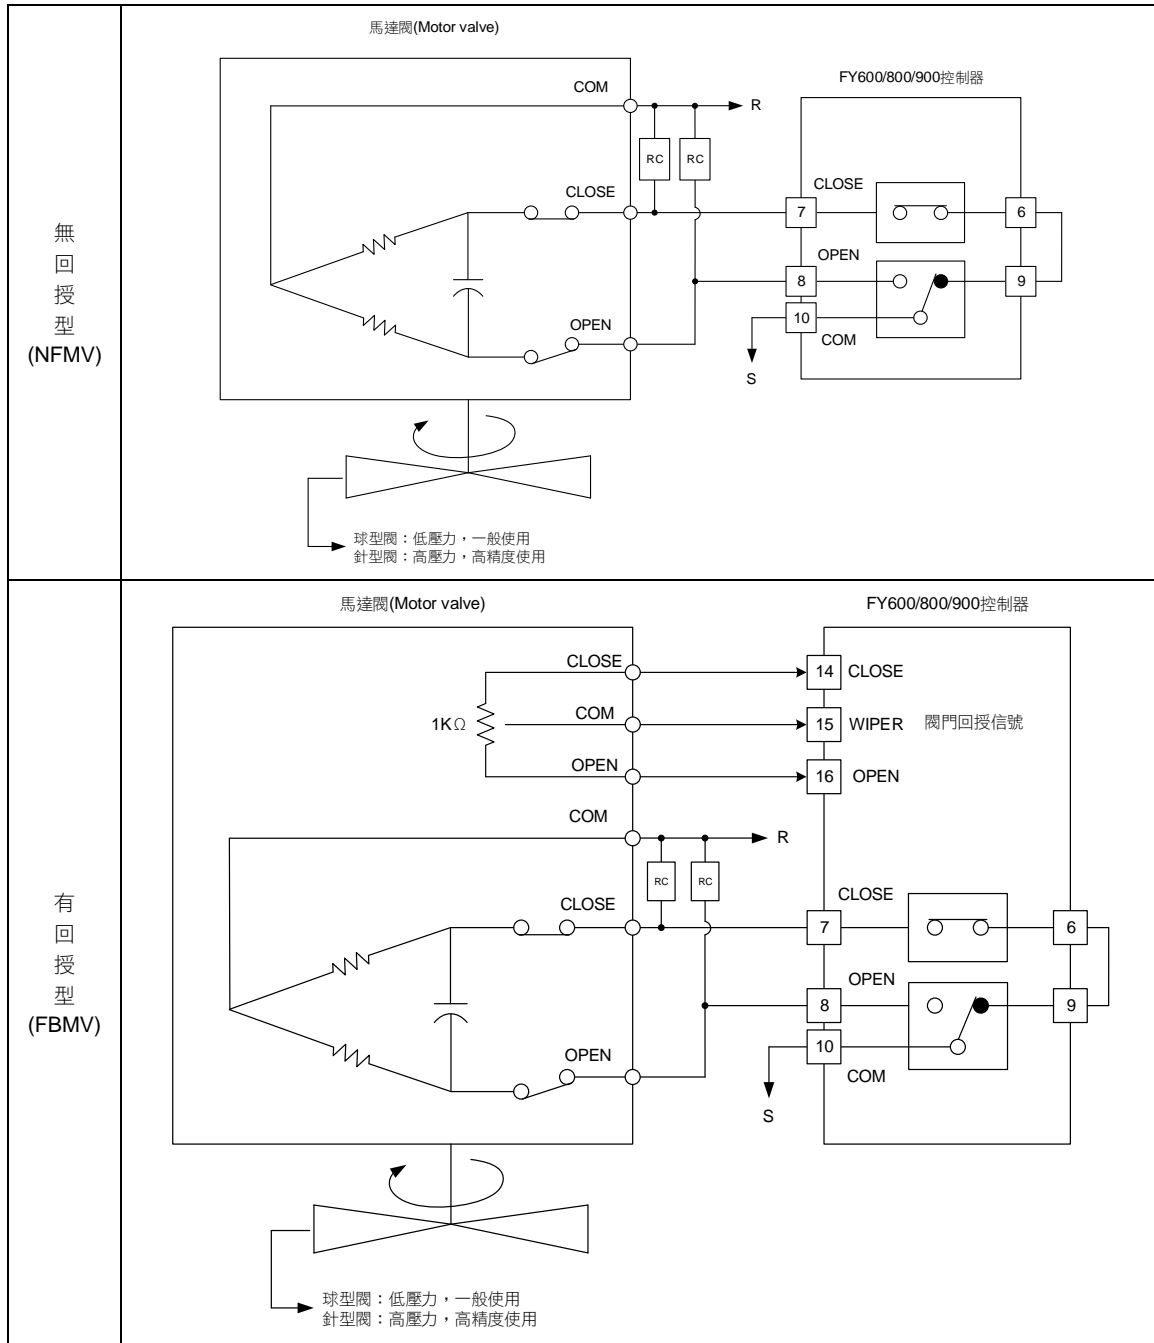 馬達閥(Motor valve)
FY600/800/900控制器
COM
R
RC
RC
CLOSE
CLOSE
7
6
OPEN
8
9
OPEN
10
COM
S
無
回
授
型
(NFMV)
球型閥：低壓力，一般使用
針型閥：高壓力，高精度使用
馬達閥(Motor valve)
FY600/800/900控制器
CLOSE
14
CLOSE
1KΩ
COM
15
WIPER
閥門回授信號
OPEN
16
OPEN
COM
R
RC
RC
CLOSE
CLOSE
7
6
OPEN
8
9
OPEN
10
COM
S
有
回
授
型
(FBMV)
球型閥：低壓力，一般使用
針型閥：高壓力，高精度使用